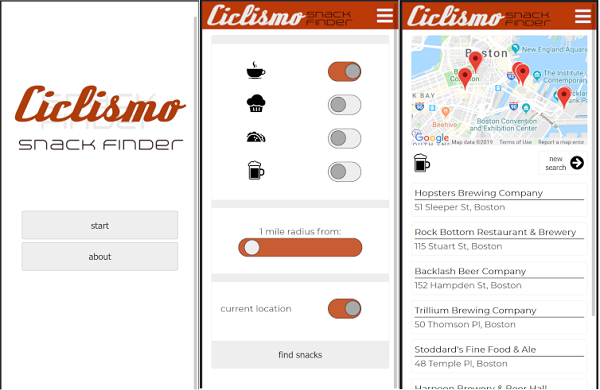 Ciclismo
SNACK FINDER
start
about
Ciclismo SNACK FINDER
1 mile radius from:
current location
find snacks
Ciclismo SNACK FINDER
Boston
New England Aquarium
The Institute of
Contemporary
BACK BAY
Beerhive
Boston Convention
and Exhibition Center
Google
Map data ©2019 Terms of Use Report a map error
new
search
Hopsters Brewing Company
51 Sleeper St, Boston
Rock Bottom Restaurant & Brewery
115 Stuart St, Boston
Backlash Beer Company
152 Hampden St, Boston
Trillium Brewing Company
50 Thomson Pl, Boston
Stoddard's Fine Food & Ale
48 Temple Pl, Boston
Harpoon Brewery & Beer Hall